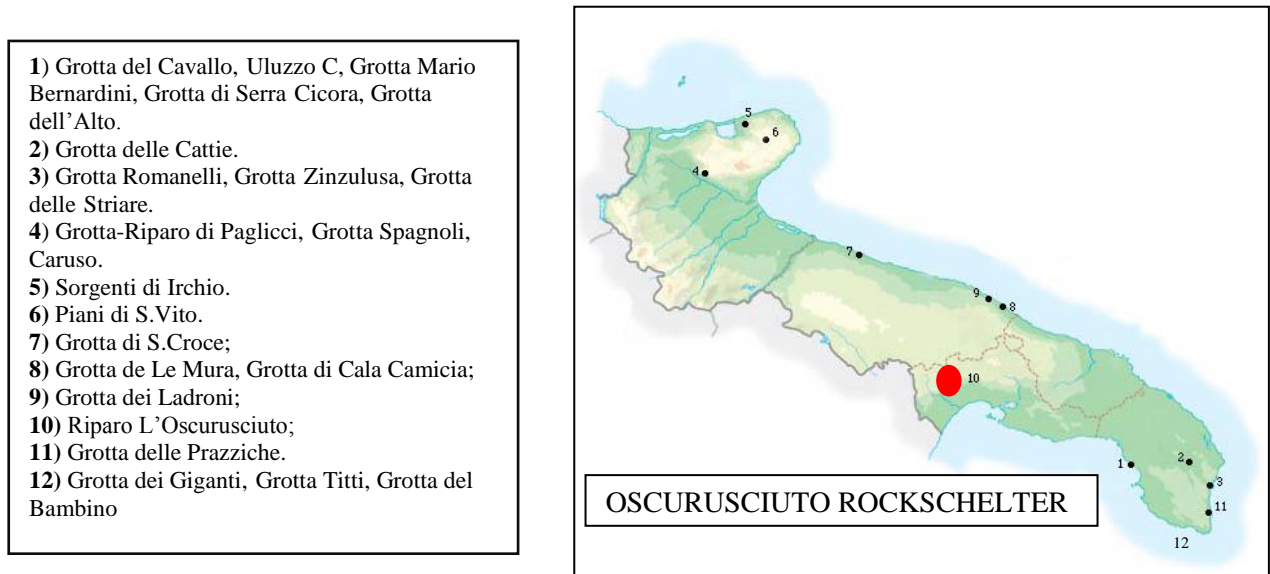 1) Grotta del Cavallo, Uluzzo C, Grotta Mario
Bernardini, Grotta di Serra Cicora, Grotta
dell’Alto.
2) Grotta delle Cattie.
3) Grotta Romanelli, Grotta Zinzulusa, Grotta
delle Striare.
4) Grotta-Riparo di Paglicci, Grotta Spagnoli,
Caruso.
5) Sorgenti di Irchio.
6) Piani di S.Vito.
7) Grotta di S.Croce;
8) Grotta de Le Mura, Grotta di Cala Camicia;
9) Grotta dei Ladroni;
10) Riparo L’Oscurusciuto;
11) Grotta delle Prazziche.
12) Grotta dei Giganti, Grotta Titti, Grotta del
Bambino
5
6
4
7
9
8
10
1
2
3
11
12
OSCURUSCIUTO ROCKSCHELTER